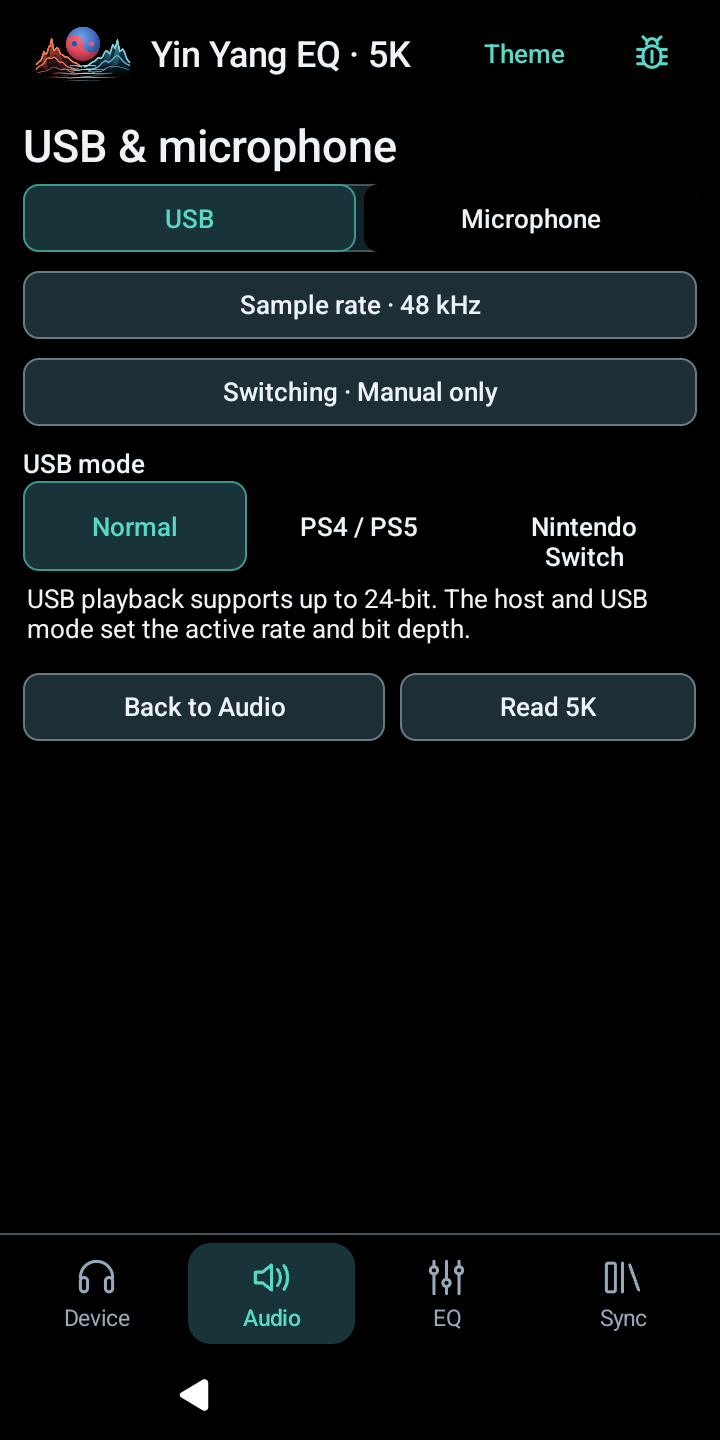 Yin Yang EQ · 5K
Theme
USB & microphone
USB
Microphone
Sample rate · 48 kHz
Switching · Manual only
USB mode
Normal
PS4 / PS5
Nintendo
Switch
USB playback supports up to 24-bit. The host and USB
mode set the active rate and bit depth.
Back to Audio
Read 5K
Device
Audio
EQ
Sync